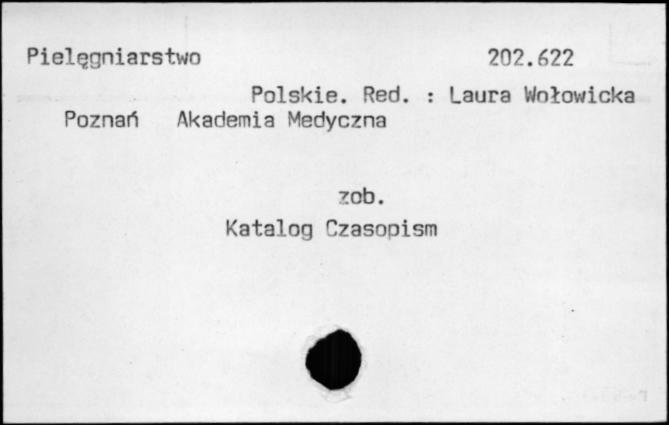 Pielęgniarstwo 202.622
Polskie. Red. : Laura Wołowicka
Poznań Akademia Medyczna
zob.
Katalog Czasopism